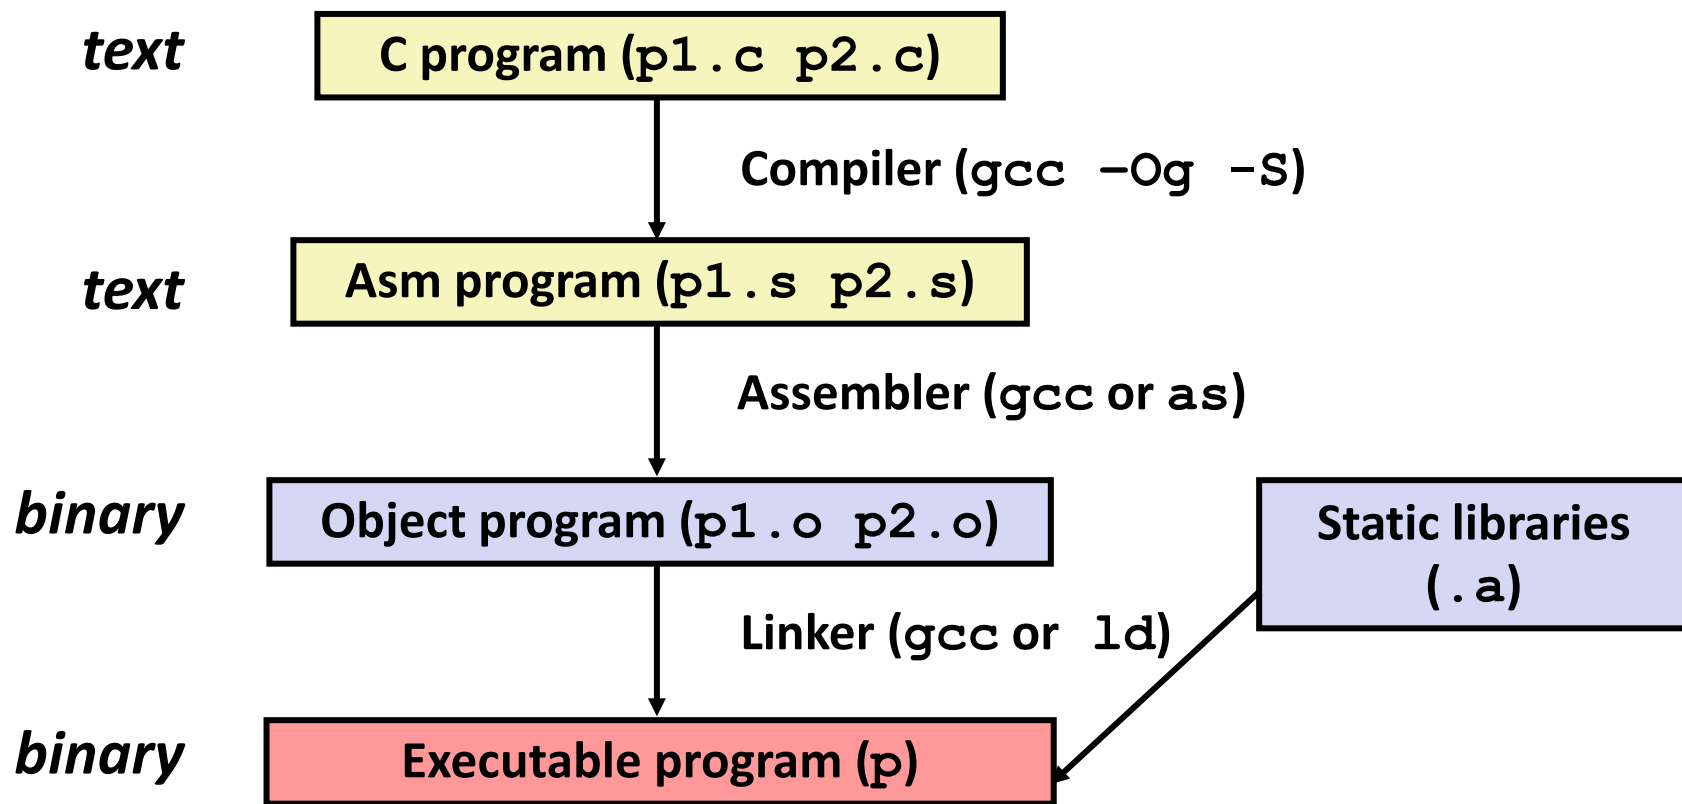 text
C program (p1.c p2.c)
Compiler (gcc –Og -S)
text
Asm program (p1.s p2.s)
Assembler (gcc or as)
binary
Object program (p1.o p2.o)
Static libraries
(.a)
Linker (gcc or ld)
binary
Executable program (p)